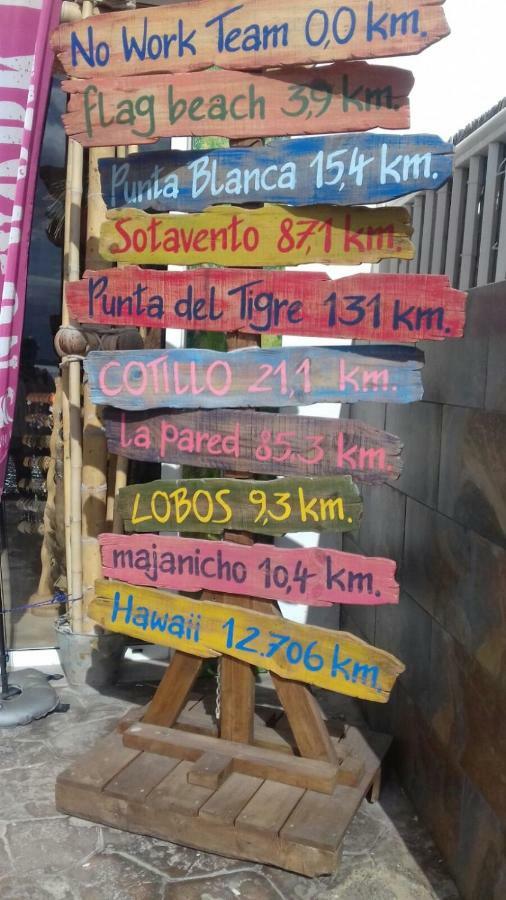 No Work Team 0,0 km.
flag beach 3,9 km.
Punta Blanca 15,4 km.
Sotavento 87,1 km.
Punta del Tigre 131 km.
COTILLO 21,1 km.
la pared 85.3 km.
LOBOS 9,3 km.
majanicho 10,4 km.
Hawaii 12.706 km.